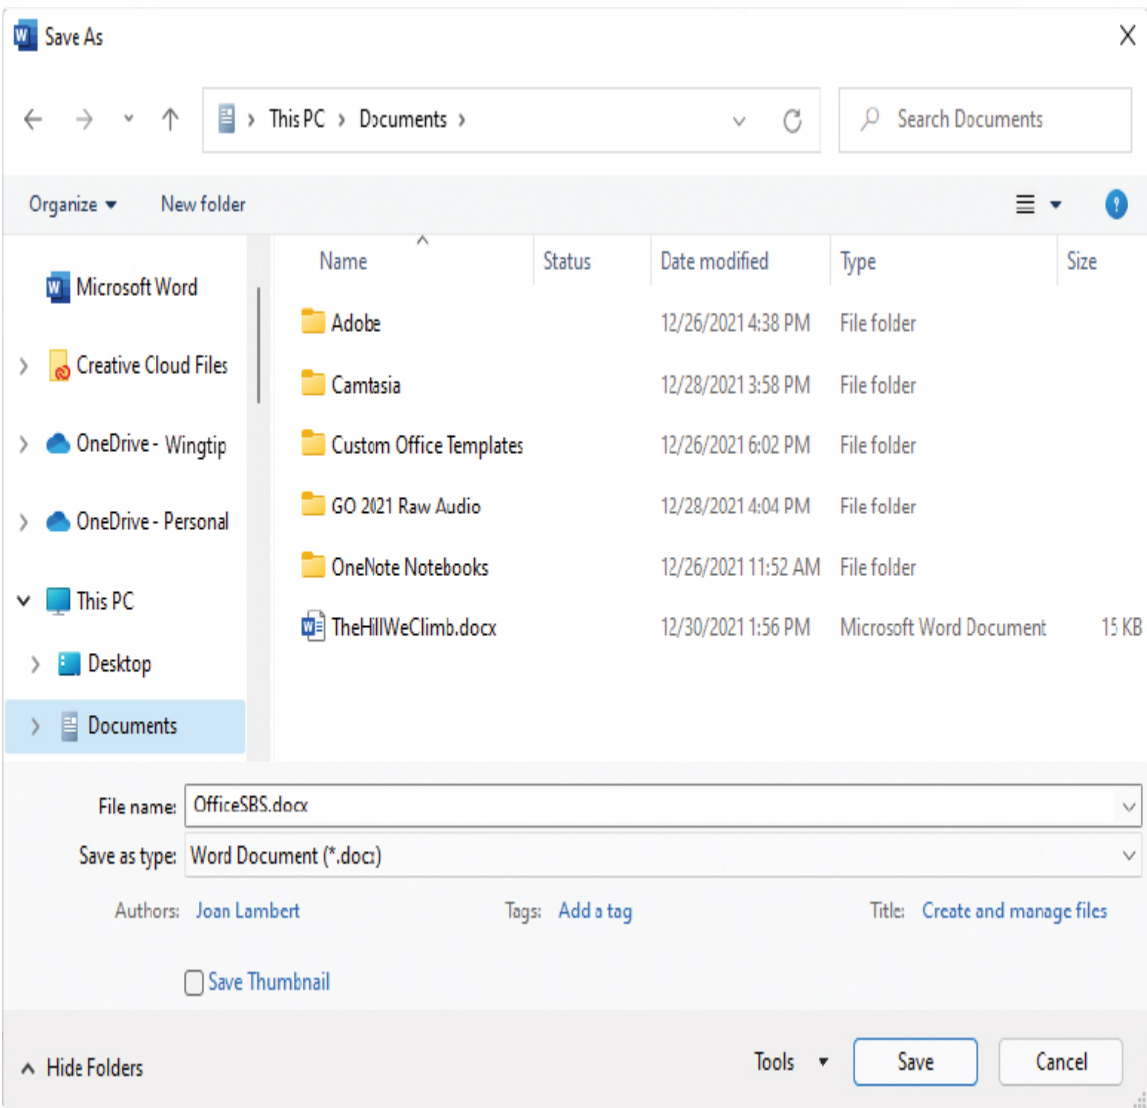 Save As
This PC > Documents >
Search Documents
Organize
New folder
Name
Status
Date modified
Type
Size
Microsoft Word
Creative Cloud Files
OneDrive - Wingtip
OneDrive - Personal
This PC
Desktop
Documents
Adobe 12/26/2021 4:38 PM File folder
Camtasia 12/28/2021 3:58 PM File folder
Custom Office Templates 12/26/2021 6:02 PM File folder
GO 2021 Raw Audio 12/28/2021 4:04 PM File folder
OneNote Notebooks 12/26/2021 11:52 AM File folder
TheHillWeClimb.docx 12/30/2021 1:56 PM Microsoft Word Document 15 KB
File name: OfficeSBS.docx
Save as type: Word Document (*.docx)
Authors: Joan Lambert
Tags: Add a tag
Title: Create and manage files
Save Thumbnail
Hide Folders
Tools
Save
Cancel